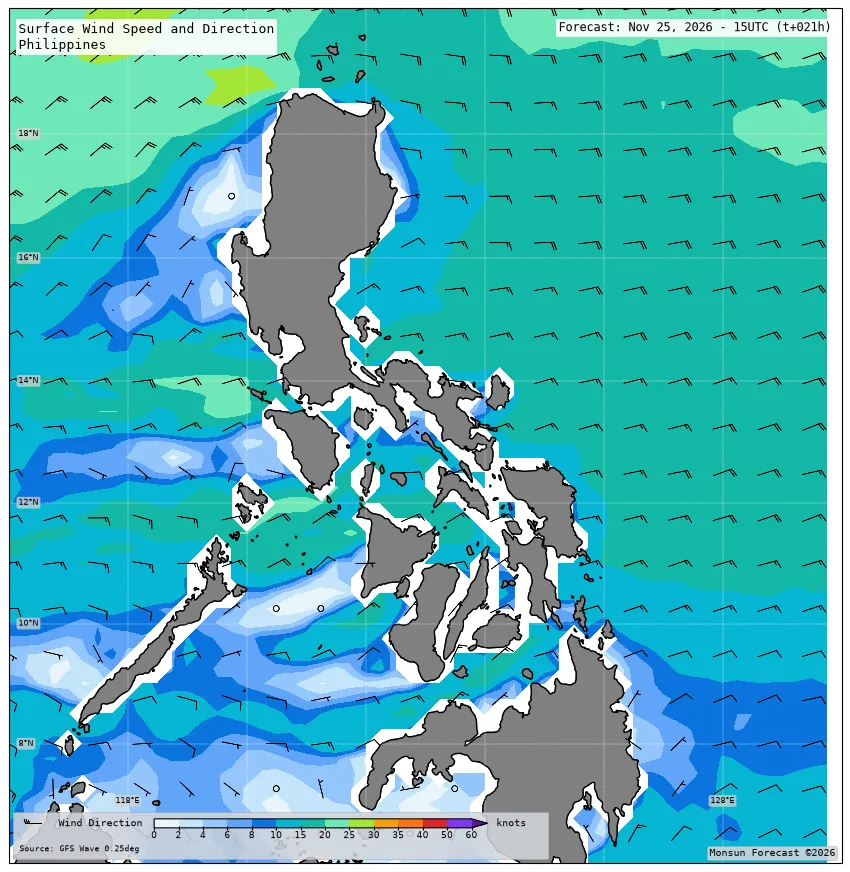 Surface Wind Speed and Direction
Philippines
Forecast: Nov 25, 2026 - 15UTC (t+021h)
18°N
16°N
14°N
12°N
10°N
8°N
118°E
128°E
Wind Direction
knots
0 2 4 6 8 10 15 20 25 30 35 40 50 60
Source: GFS Wave 0.25deg
Monsun Forecast ©2026